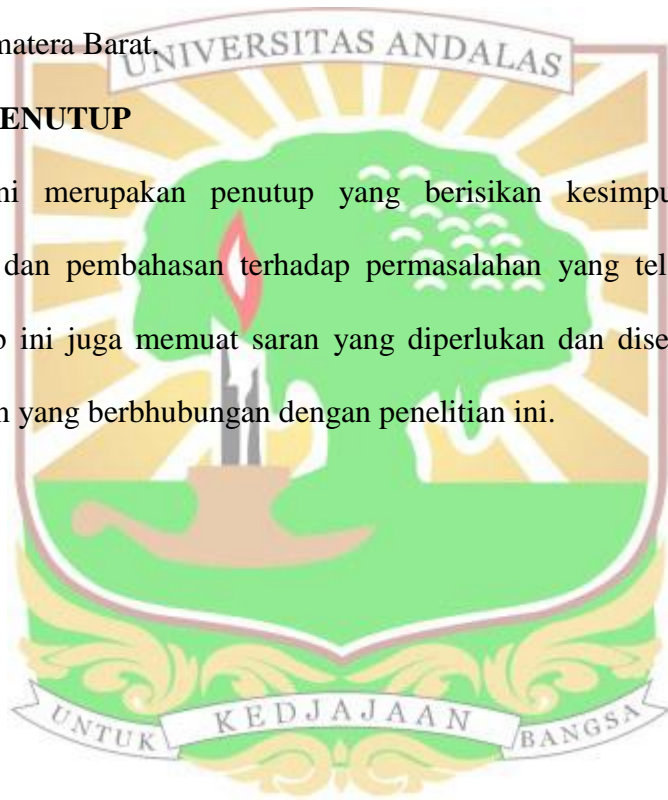 matera Barat.
UNIVERSITAS ANDALAS
ENUTUP
ni merupakan penutup yang berisikan kesimpu
dan pembahasan terhadap permasalahan yang tel
ini juga memuat saran yang diperlukan dan dise
yang berbhubungan dengan penelitian ini.
UNTUK KEDJAJAAN BANGSA